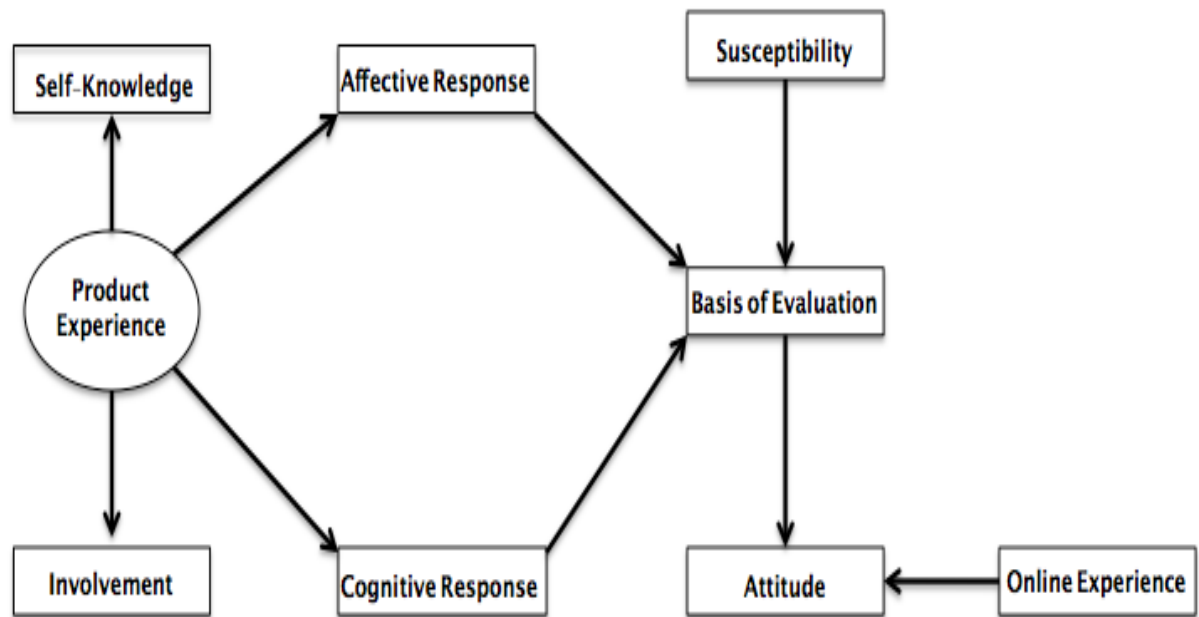 Susceptibility
Self-Knowledge
Affective Response
Product
Experience
Basis of Evaluation
Involvement
Cognitive Response
Attitude
Online Experience